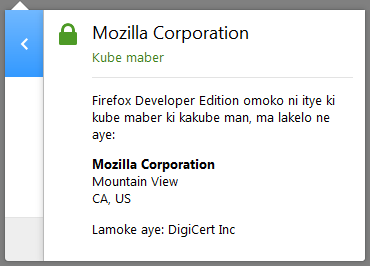 Mozilla Corporation
Kube maber
Firefox Developer Edition omoko ni itye ki
kube maber ki kakube man, ma lakelo ne
aye:
Mozilla Corporation
Mountain View
CA, US
Lamoke aye: DigiCert Inc